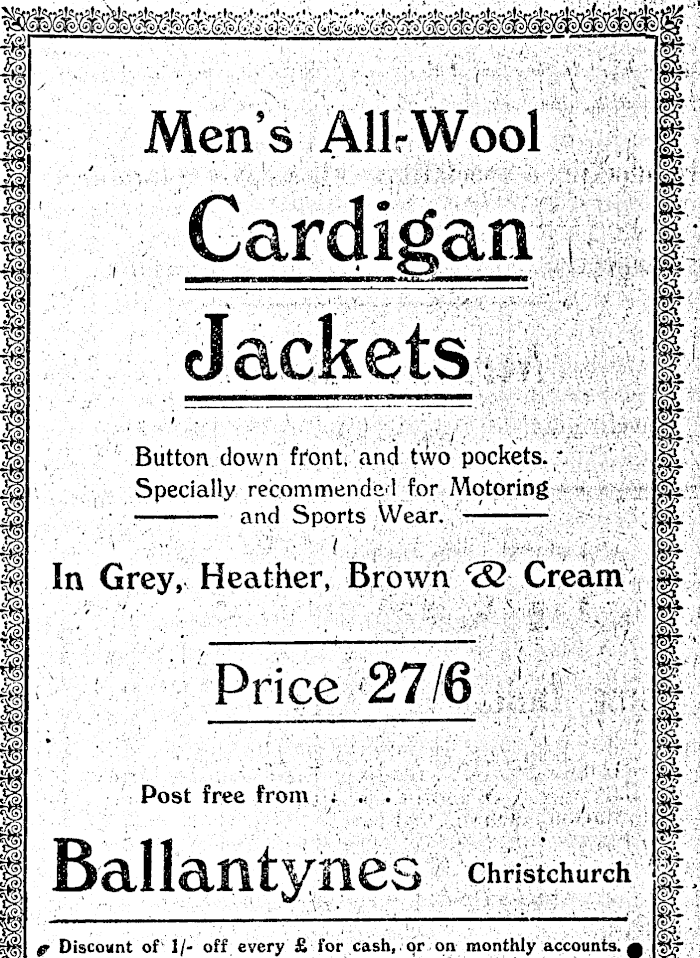 Men's All-Wool
Cardigan
Jackets
Button down front, and two pockets.
Specially recommended for Motoring
and Sports Wear.
In Grey, Heather, Brown & Cream
Price 27/6
Post free from . . .
Ballantynes Christchurch
Discount of 1/- off every £ for cash, or on monthly accounts.